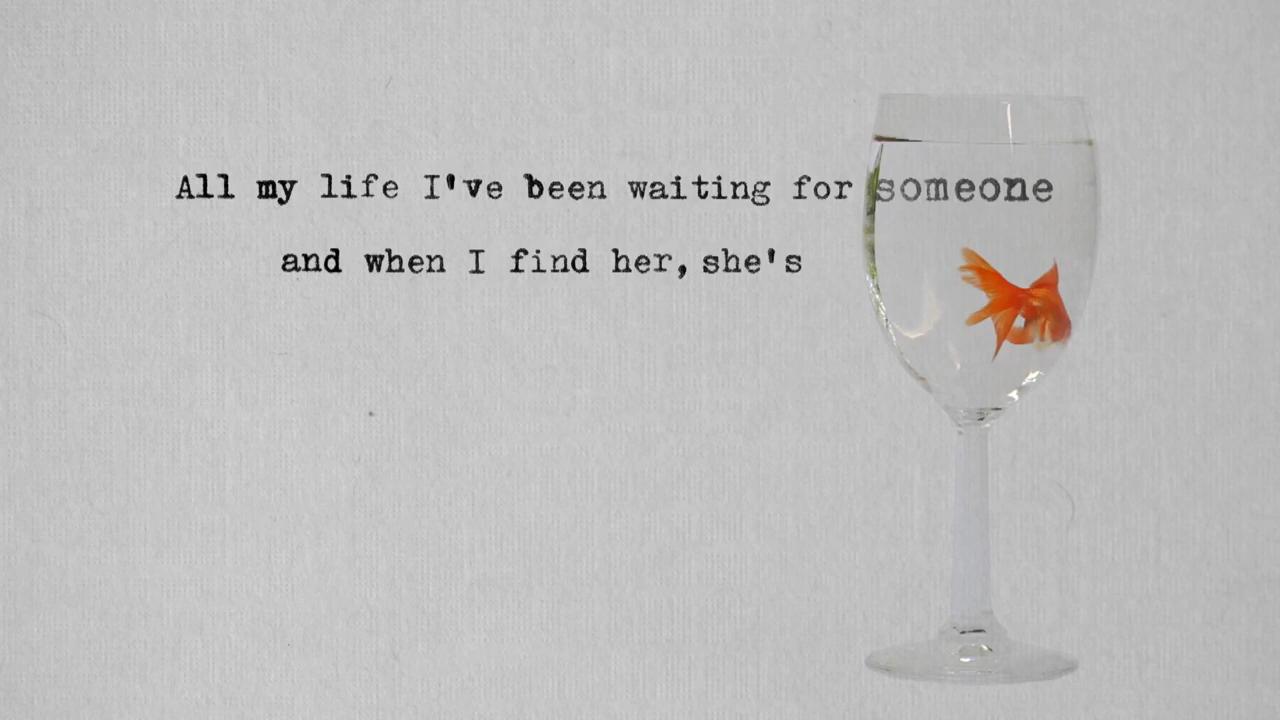 All my life I've been waiting for someone
and when I find her, she's